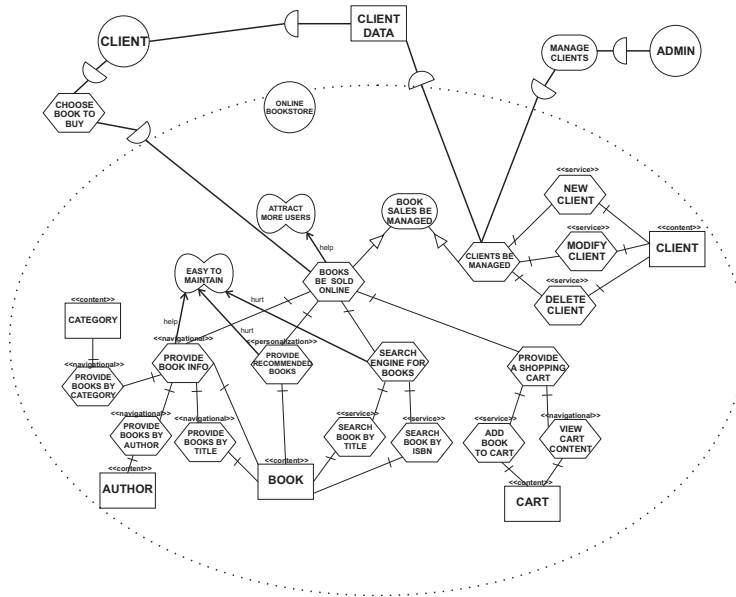 CLIENT
CLIENT
DATA
MANAGE
CLIENTS
ADMIN
CHOOSE
BOOK TO
BUY
ONLINE
BOOKSTORE
<<service>>
NEW
CLIENT
ATTRACT
MORE USERS
BOOK
SALES BE
MANAGED
<<service>>
MODIFY
CLIENT
<<content>>
CLIENT
help
CLIENTS BE
MANAGED
EASY TO
MAINTAIN
BOOKS
BE SOLD
ONLINE
<<service>>
DELETE
CLIENT
hurt
<<content>>
CATEGORY
help
hurt
<<navigational>>
PROVIDE
BOOK INFO
<<personalization>>
PROVIDE
RECOMMENDED
BOOKS
SEARCH
ENGINE FOR
BOOKS
PROVIDE
A SHOPPING
CART
<<navigational>>
PROVIDE
BOOKS BY
CATEGORY
<<navigational>>
PROVIDE
BOOKS BY
AUTHOR
<<navigational>>
PROVIDE
BOOKS BY
TITLE
<<service>>
SEARCH
BOOK BY
TITLE
<<service>>
SEARCH
BOOK BY
ISBN
<<service>>
ADD
BOOK
TO CART
<<navigational>>
VIEW
CART
CONTENT
<<content>>
AUTHOR
<<content>>
BOOK
<<content>>
CART